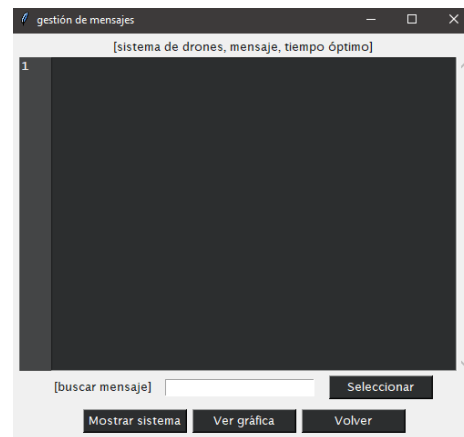 gestión de mensajes
[sistema de drones, mensaje, tiempo óptimo]
1
[buscar mensaje] Seleccionar
Mostrar sistema Ver gráfica Volver